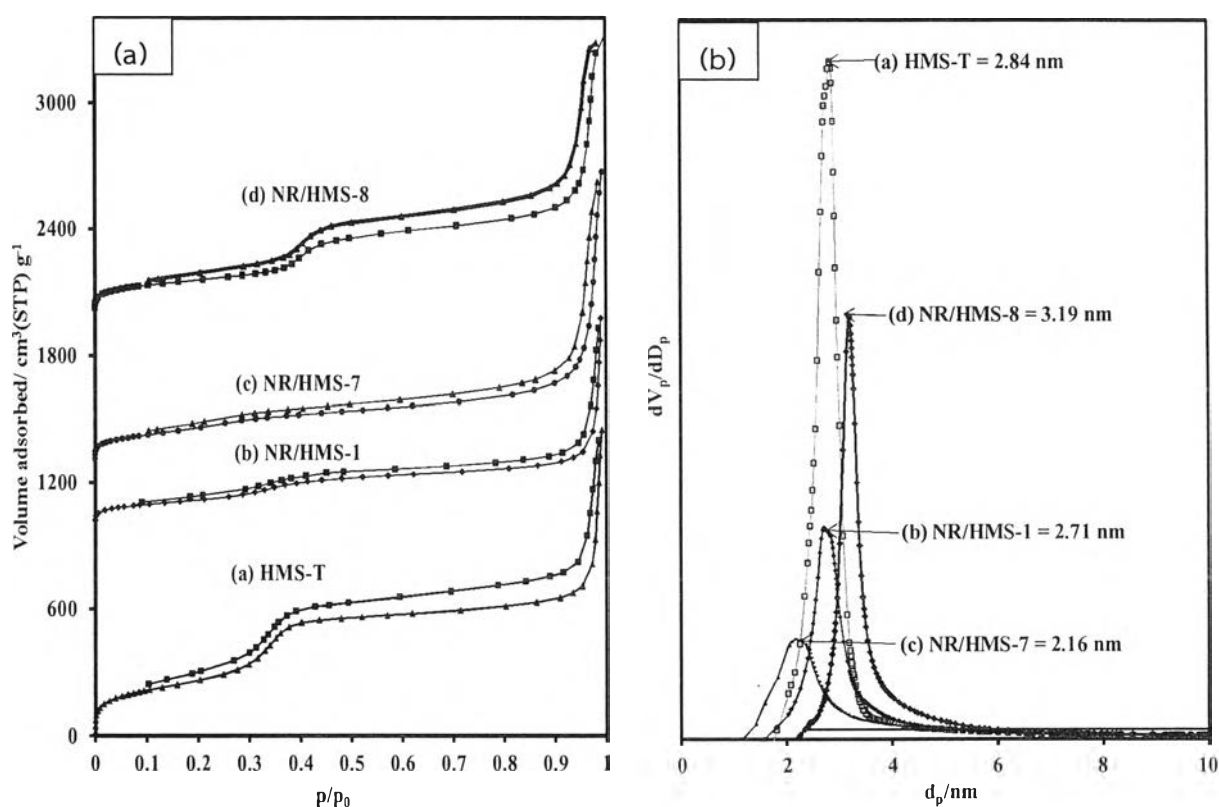 (a)
3000
2400
1800
1200
600
0
Volume adsorbed/ cm³(STP) g⁻¹
(d) NR/HMS-8
(c) NR/HMS-7
(b) NR/HMS-1
(a) HMS-T
0 0.1 0.2 0.3 0.4 0.5 0.6 0.7 0.8 0.9 1
p/p₀
(b)
dVₚ/dDₚ
(a) HMS-T = 2.84 nm
(d) NR/HMS-8 = 3.19 nm
(b) NR/HMS-1 = 2.71 nm
(c) NR/HMS-7 = 2.16 nm
0 2 4 6 8 10
dₚ/nm